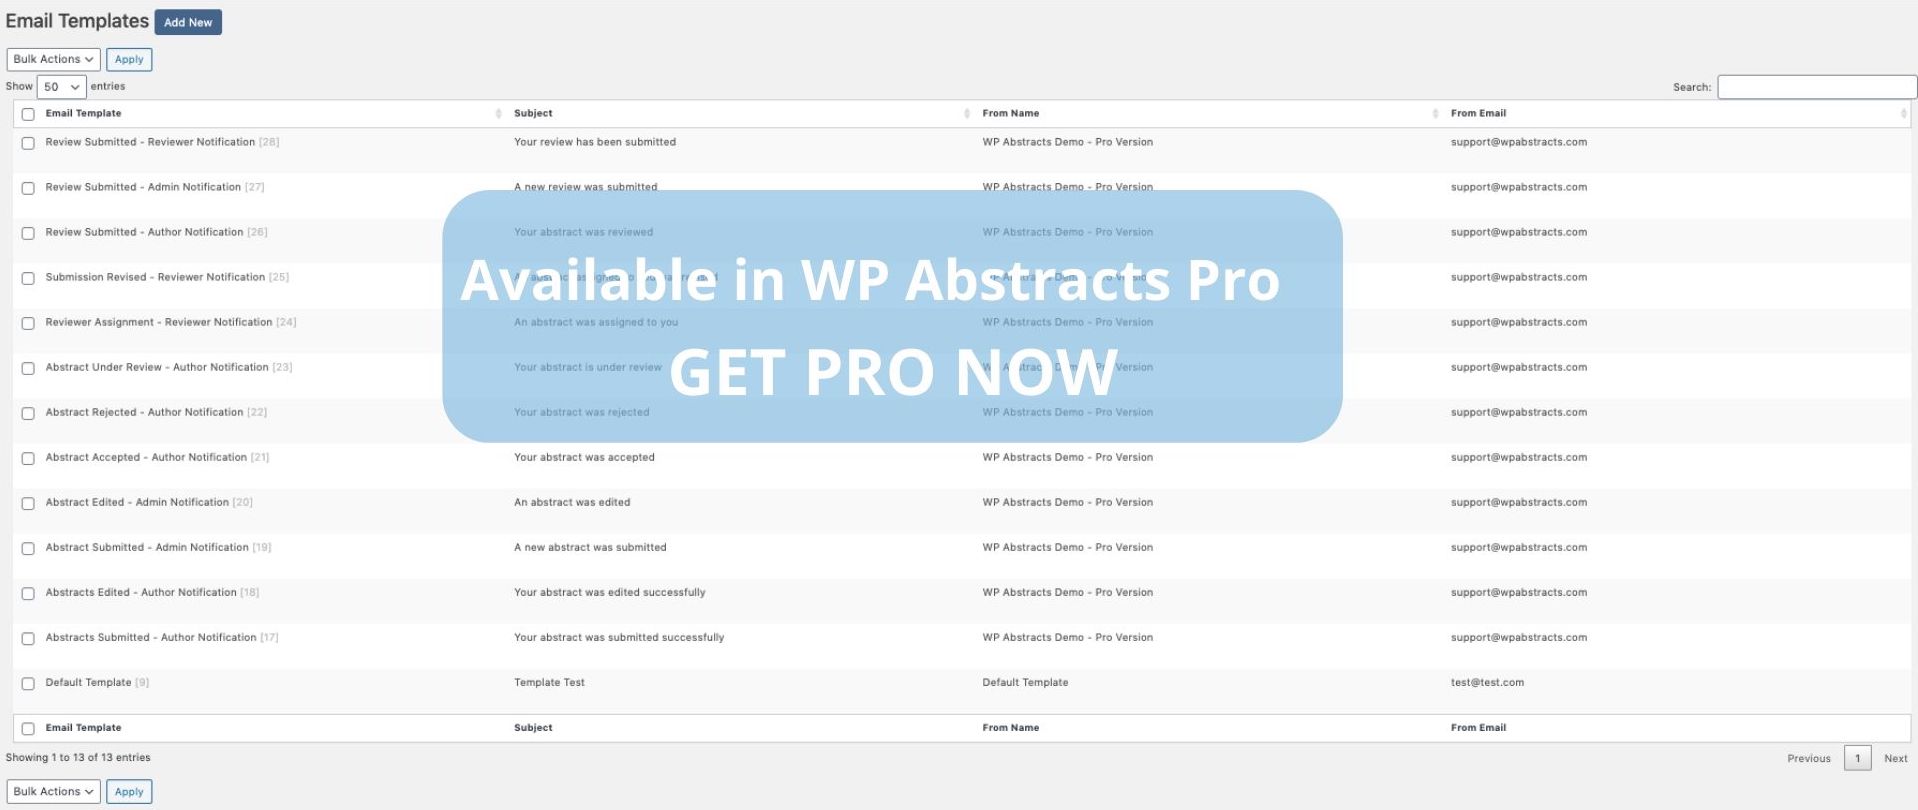 Email Templates Add New
Bulk Actions Apply
Show 50 entries Search:
Email Template Subject From Name From Email
Review Submitted - Reviewer Notification [28] Your review has been submitted WP Abstracts Demo - Pro Version support@wpabstracts.com
Review Submitted - Admin Notification [27] A new review was submitted WP Abstracts Demo - Pro Version support@wpabstracts.com
Review Submitted - Author Notification [26] Your abstract was reviewed WP Abstracts Demo - Pro Version support@wpabstracts.com
Submission Revised - Reviewer Notification [25] support@wpabstracts.com
Available in WP Abstracts Pro
Reviewer Assignment - Reviewer Notification [24] An abstract was assigned to you WP Abstracts Demo - Pro Version support@wpabstracts.com
Abstract Under Review - Author Notification [23] Your abstract is under review support@wpabstracts.com
GET PRO NOW
Abstract Rejected - Author Notification [22] Your abstract was rejected WP Abstracts Demo - Pro Version support@wpabstracts.com
Abstract Accepted - Author Notification [21] Your abstract was accepted WP Abstracts Demo - Pro Version support@wpabstracts.com
Abstract Edited - Admin Notification [20] An abstract was edited WP Abstracts Demo - Pro Version support@wpabstracts.com
Abstract Submitted - Admin Notification [19] A new abstract was submitted WP Abstracts Demo - Pro Version support@wpabstracts.com
Abstracts Edited - Author Notification [18] Your abstract was edited successfully WP Abstracts Demo - Pro Version support@wpabstracts.com
Abstracts Submitted - Author Notification [17] Your abstract was submitted successfully WP Abstracts Demo - Pro Version support@wpabstracts.com
Default Template [9] Template Test Default Template test@test.com
Email Template Subject From Name From Email
Showing 1 to 13 of 13 entries Previous 1 Next
Bulk Actions Apply